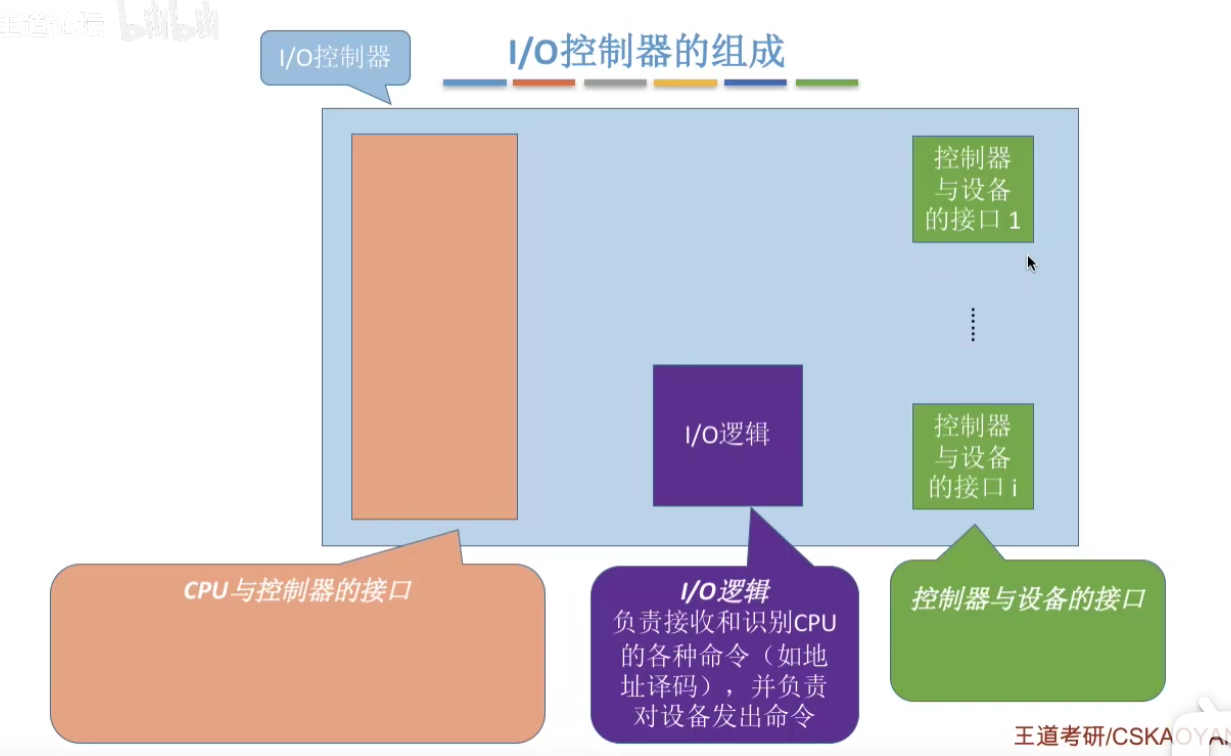 王道论坛 bilibili
I/O控制器
I/O控制器的组成
控制器
与设备
的接口 1
I/O逻辑
控制器
与设备
的接口 i
CPU与控制器的接口
I/O逻辑
负责接收和识别CPU
的各种命令（如地
址译码），并负责
对设备发出命令
控制器与设备的接口
王道考研/CSKAOYA